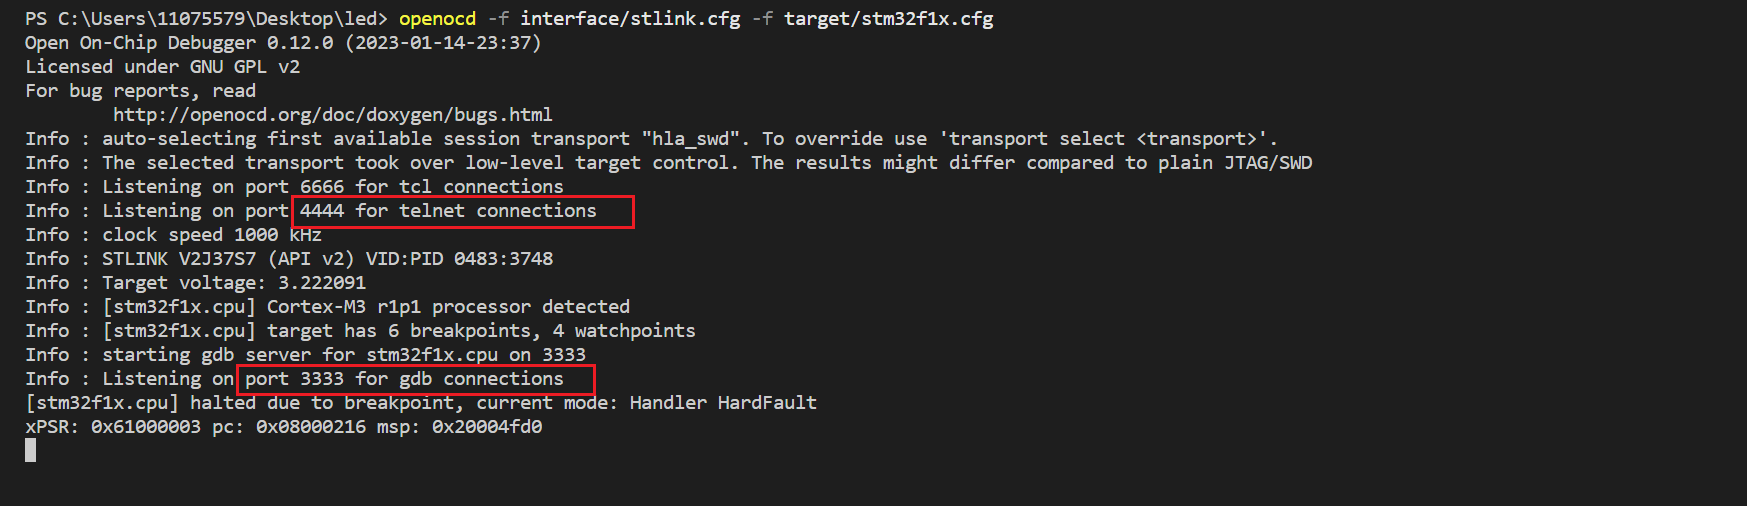 PS C:\Users\11075579\Desktop\led> openocd -f interface/stlink.cfg -f target/stm32f1x.cfg
Open On-Chip Debugger 0.12.0 (2023-01-14-23:37)
Licensed under GNU GPL v2
For bug reports, read
        http://openocd.org/doc/doxygen/bugs.html
Info : auto-selecting first available session transport "hla_swd". To override use 'transport select <transport>'.
Info : The selected transport took over low-level target control. The results might differ compared to plain JTAG/SWD
Info : Listening on port 6666 for tcl connections
Info : Listening on port 4444 for telnet connections
Info : clock speed 1000 kHz
Info : STLINK V2J37S7 (API v2) VID:PID 0483:3748
Info : Target voltage: 3.222091
Info : [stm32f1x.cpu] Cortex-M3 r1p1 processor detected
Info : [stm32f1x.cpu] target has 6 breakpoints, 4 watchpoints
Info : starting gdb server for stm32f1x.cpu on 3333
Info : Listening on port 3333 for gdb connections
[stm32f1x.cpu] halted due to breakpoint, current mode: Handler HardFault
xPSR: 0x61000003 pc: 0x08000216 msp: 0x20004fd0